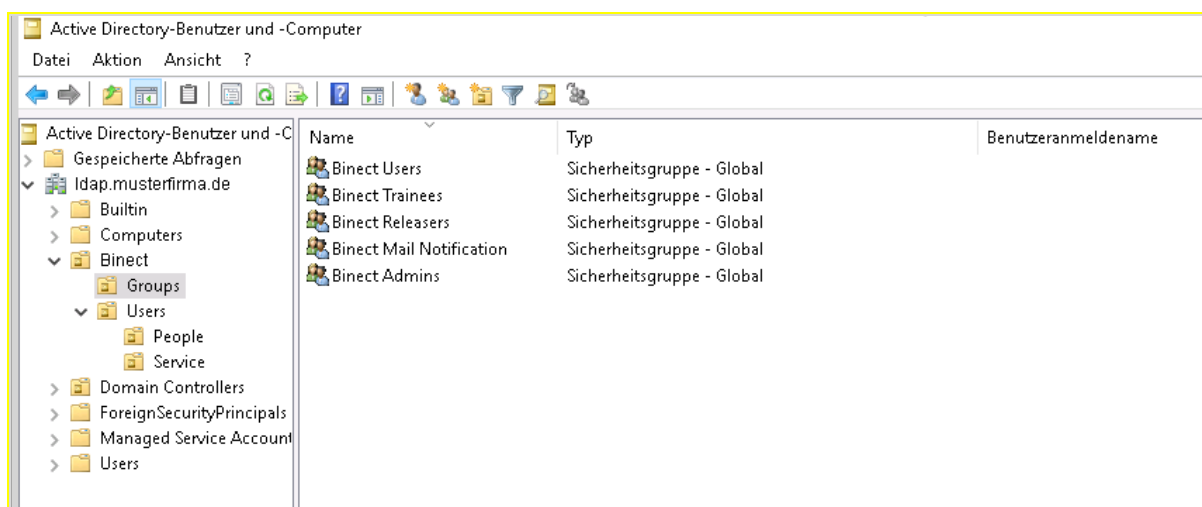 Active Directory-Benutzer und -Computer
Datei Aktion Ansicht ?
Active Directory-Benutzer und -C
Gespeicherte Abfragen
ldap.musterfirma.de
Builtin
Computers
Binect
Groups
Users
People
Service
Domain Controllers
ForeignSecurityPrincipals
Managed Service Account
Users
Name Typ Benutzeranmeldename
Binect Users Sicherheitsgruppe - Global
Binect Trainees Sicherheitsgruppe - Global
Binect Releasers Sicherheitsgruppe - Global
Binect Mail Notification Sicherheitsgruppe - Global
Binect Admins Sicherheitsgruppe - Global